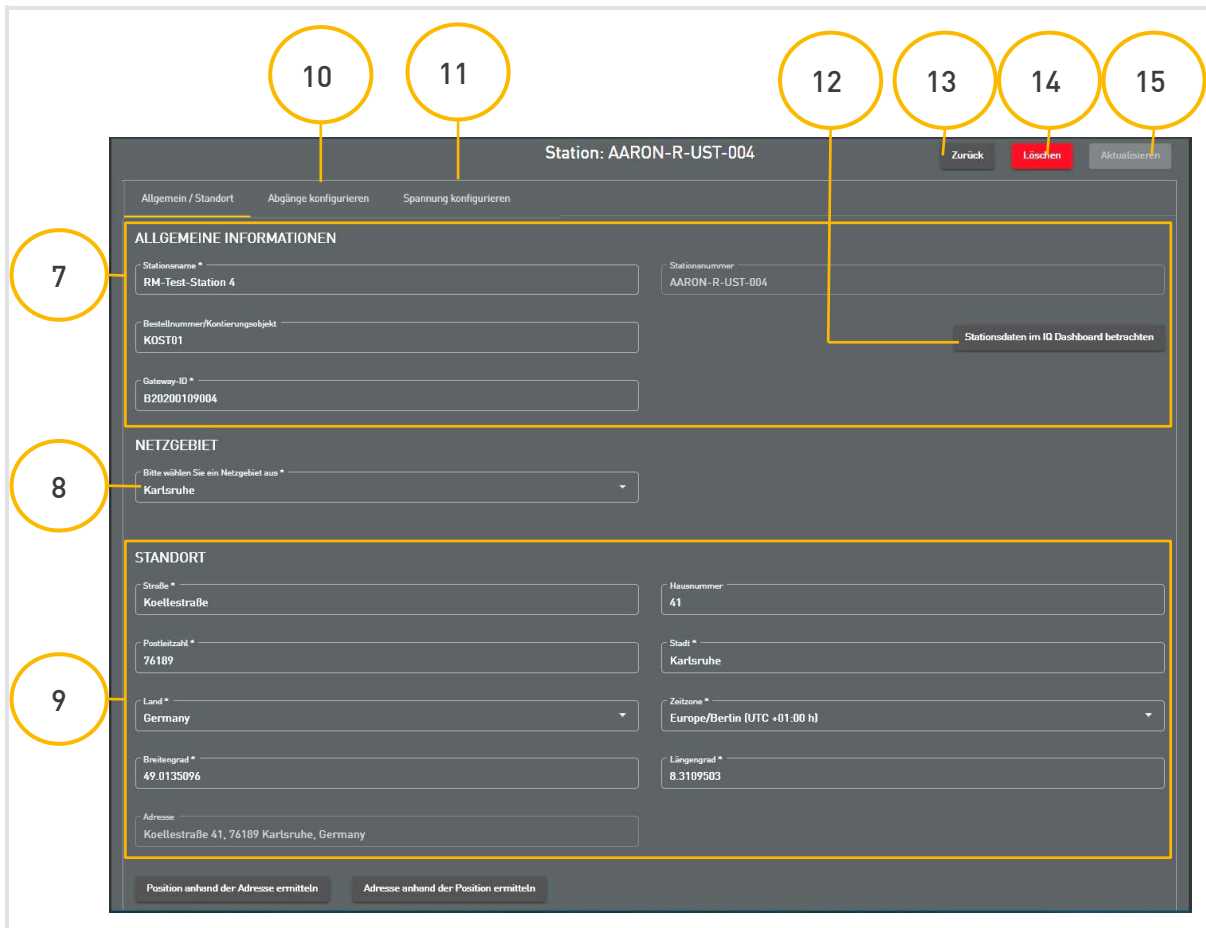 10 11 12 13 14 15
Station: AARON-R-UST-004
Zurück Löschen Aktualisieren
Allgemein / Standort Abgänge konfigurieren Spannung konfigurieren
ALLGEMEINE INFORMATIONEN
7
Stationsname * Stationsnummer
RM-Test-Station 4 AARON-R-UST-004
Bestellnummer/Kontierungsobjekt
KOST01
Stationsdaten im IQ Dashboard betrachten
Gateway-ID *
B20200109004
NETZGEBIET
8
Bitte wählen Sie ein Netzgebiet aus *
Karlsruhe
STANDORT
Straße * Hausnummer
Koellestraße 41
Postleitzahl * Stadt *
76189 Karlsruhe
9
Land * Zeitzone *
Germany Europe/Berlin (UTC +01:00 h)
Breitengrad * Längengrad *
49.0135096 8.3109503
Adresse
Koellestraße 41, 76189 Karlsruhe, Germany
Position anhand der Adresse ermitteln Adresse anhand der Position ermitteln